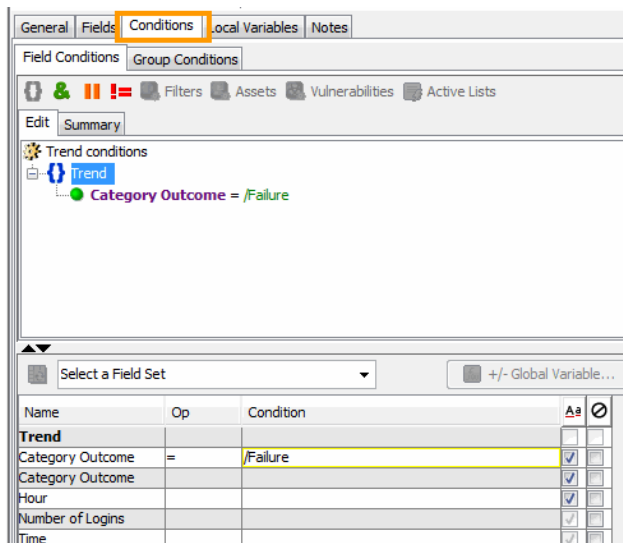 General Fields Conditions Local Variables Notes
Field Conditions Group Conditions
{} & || != Filters Assets Vulnerabilities Active Lists
Edit Summary
Trend conditions
{} Trend
Category Outcome = /Failure
Select a Field Set +/- Global Variable...
Name Op Condition Aa
Trend
Category Outcome = /Failure
Category Outcome
Hour
Number of Logins
Time